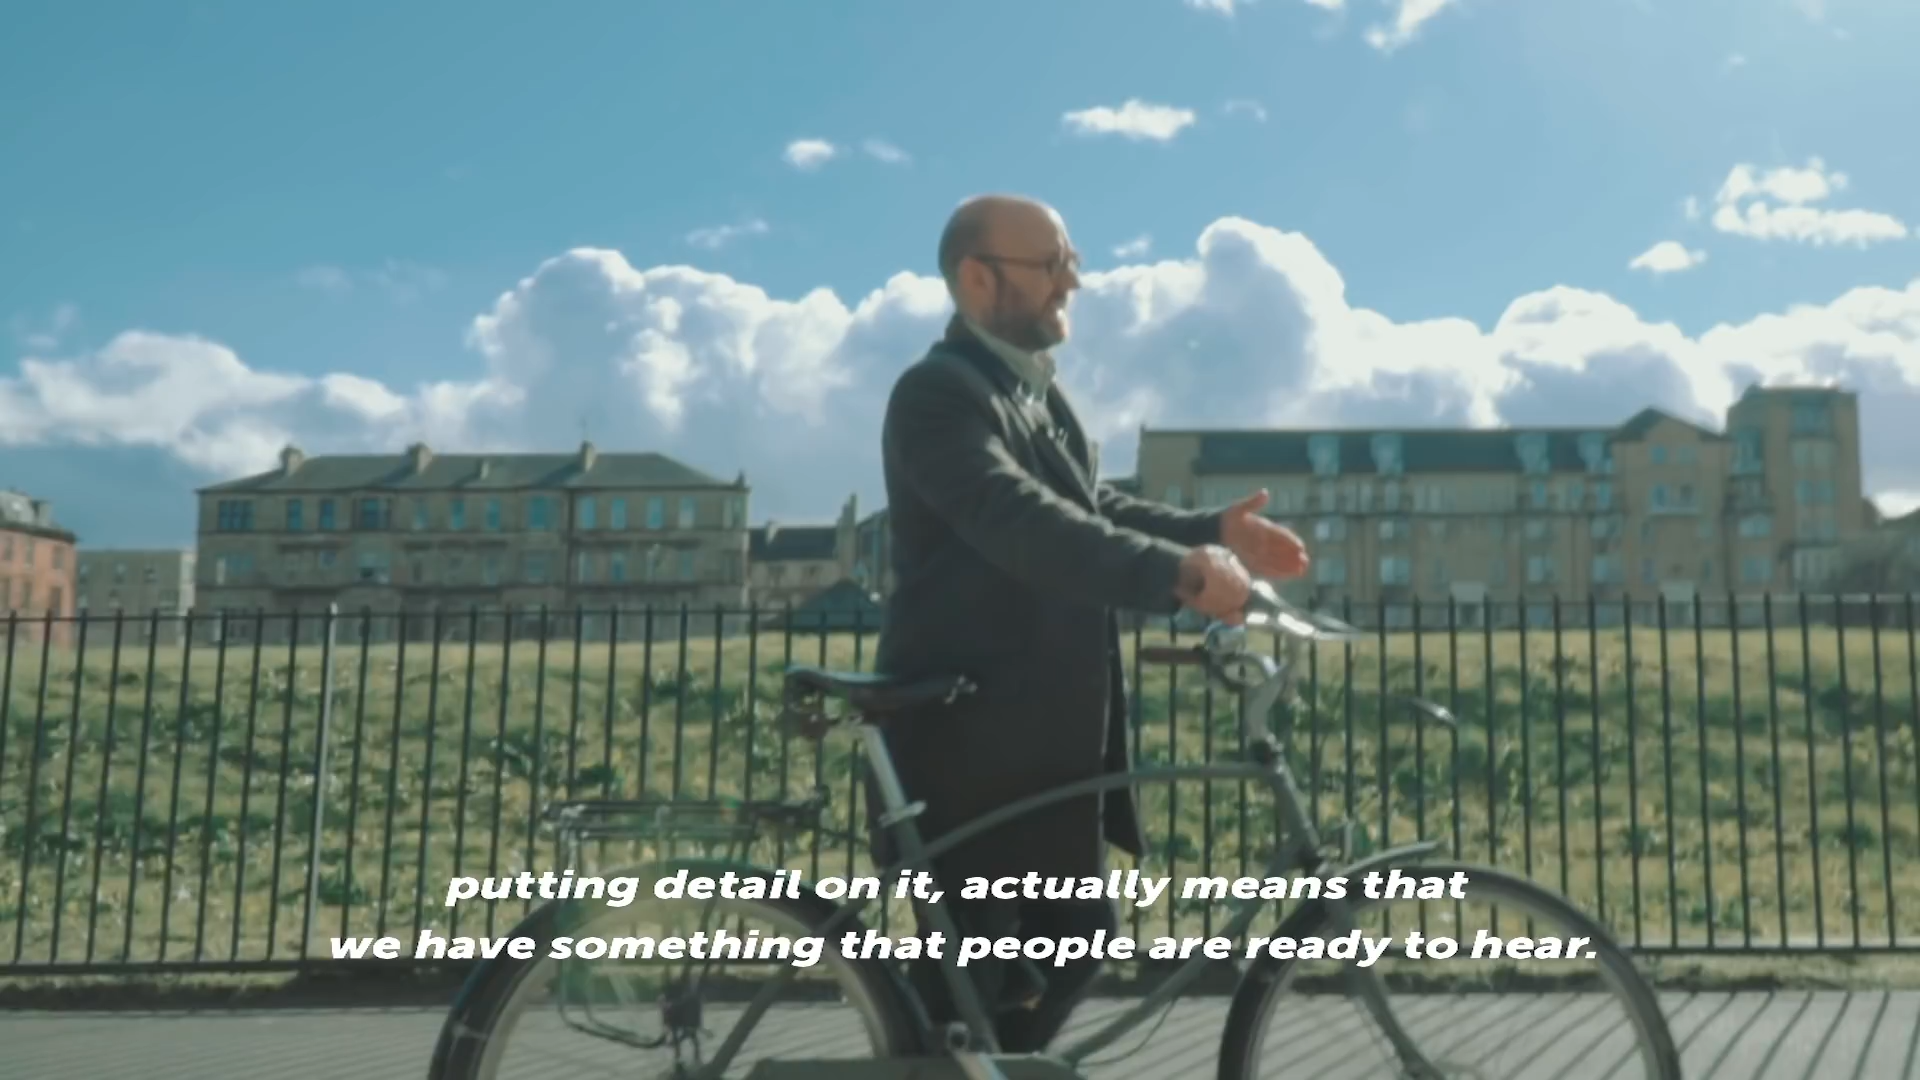 putting detail on it, actually means that
we have something that people are ready to hear.